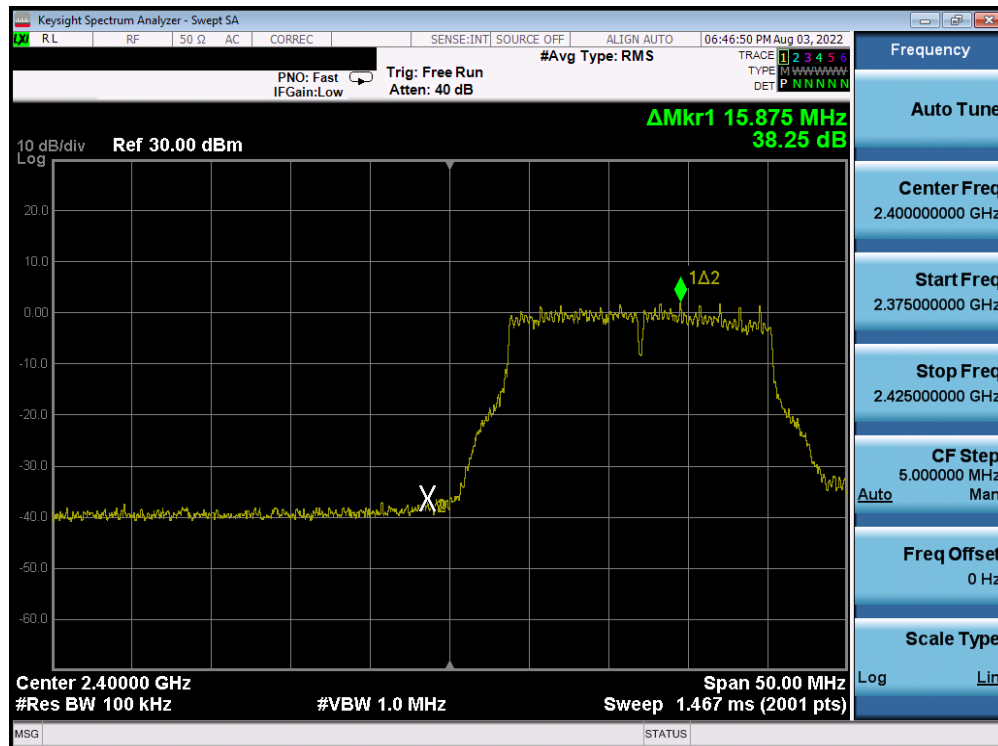 Keysight Spectrum Analyzer - Swept SA
LXI RL RF 50 Ω AC CORREC SENSE:INT SOURCE OFF ALIGN AUTO 06:46:50 PM Aug 03, 2022
#Avg Type: RMS
TRACE 1 2 3 4 5 6
TYPE M W W W W W
DET P N N N N N
PNO: Fast
IFGain:Low
Trig: Free Run
Atten: 40 dB
ΔMkr1 15.875 MHz
38.25 dB
10 dB/div
Log
Ref 30.00 dBm
20.0
10.0
0.00
-10.0
-20.0
-30.0
-40.0
-50.0
-60.0
1Δ2
X
Center 2.40000 GHz
Span 50.00 MHz
#Res BW 100 kHz
#VBW 1.0 MHz
Sweep 1.467 ms (2001 pts)
MSG
STATUS
Frequency
Auto Tune
Center Freq
2.400000000 GHz
Start Freq
2.375000000 GHz
Stop Freq
2.425000000 GHz
CF Step
5.000000 MHz
Auto Man
Freq Offset
0 Hz
Scale Type
Log Lin